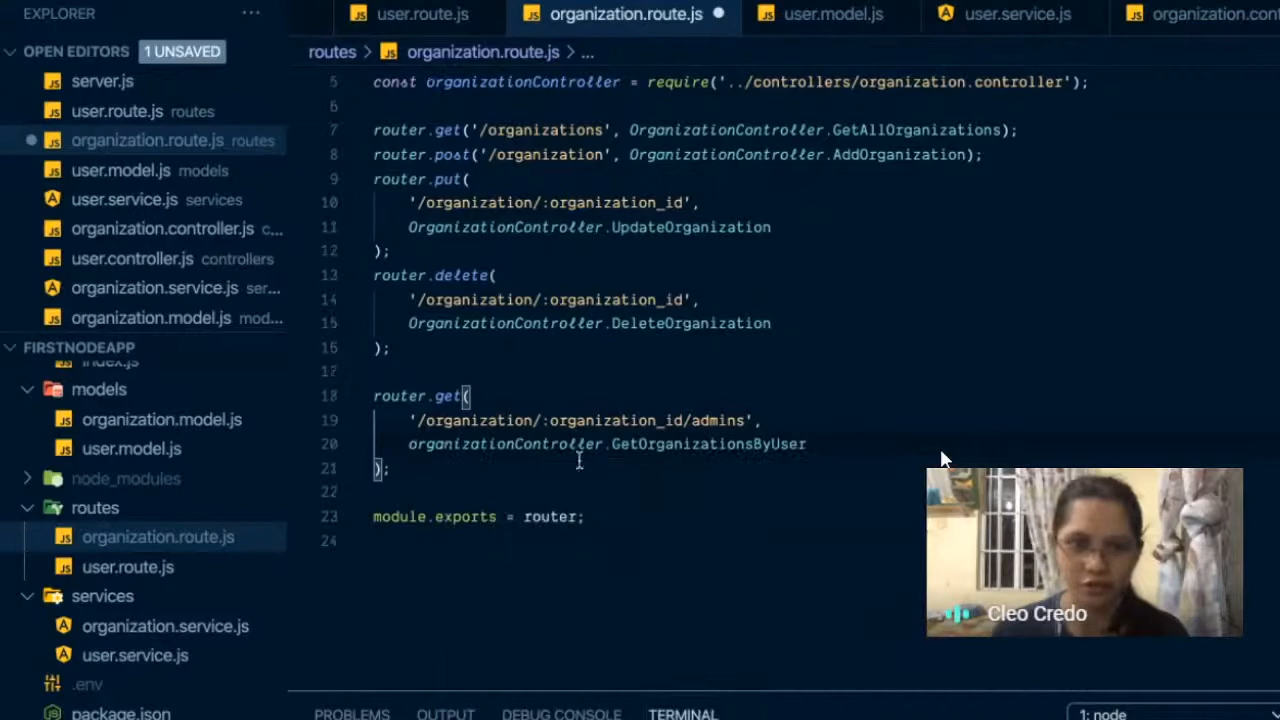 EXPLORER ...
OPEN EDITORS 1 UNSAVED
server.js
user.route.js routes
organization.route.js routes
user.model.js models
user.service.js services
organization.controller.js c...
user.controller.js controllers
organization.service.js ser...
organization.model.js mod...
FIRSTNODEAPP
index.js
models
organization.model.js
user.model.js
node_modules
routes
organization.route.js
user.route.js
services
organization.service.js
user.service.js
.env
package.json
user.route.js organization.route.js user.model.js user.service.js organization.cont
routes > organization.route.js > ...
5 const organizationController = require('../controllers/organization.controller');
6
7 router.get('/organizations', OrganizationController.GetAllOrganizations);
8 router.post('/organization', OrganizationController.AddOrganization);
9 router.put(
10 '/organization/:organization_id',
11 OrganizationController.UpdateOrganization
12 );
13 router.delete(
14 '/organization/:organization_id',
15 OrganizationController.DeleteOrganization
16 );
17
18 router.get(
19 '/organization/:organization_id/admins',
20 organizationController.GetOrganizationsByUser
21 );
22
23 module.exports = router;
24
Cleo Credo
PROBLEMS OUTPUT DEBUG CONSOLE TERMINAL 1: node